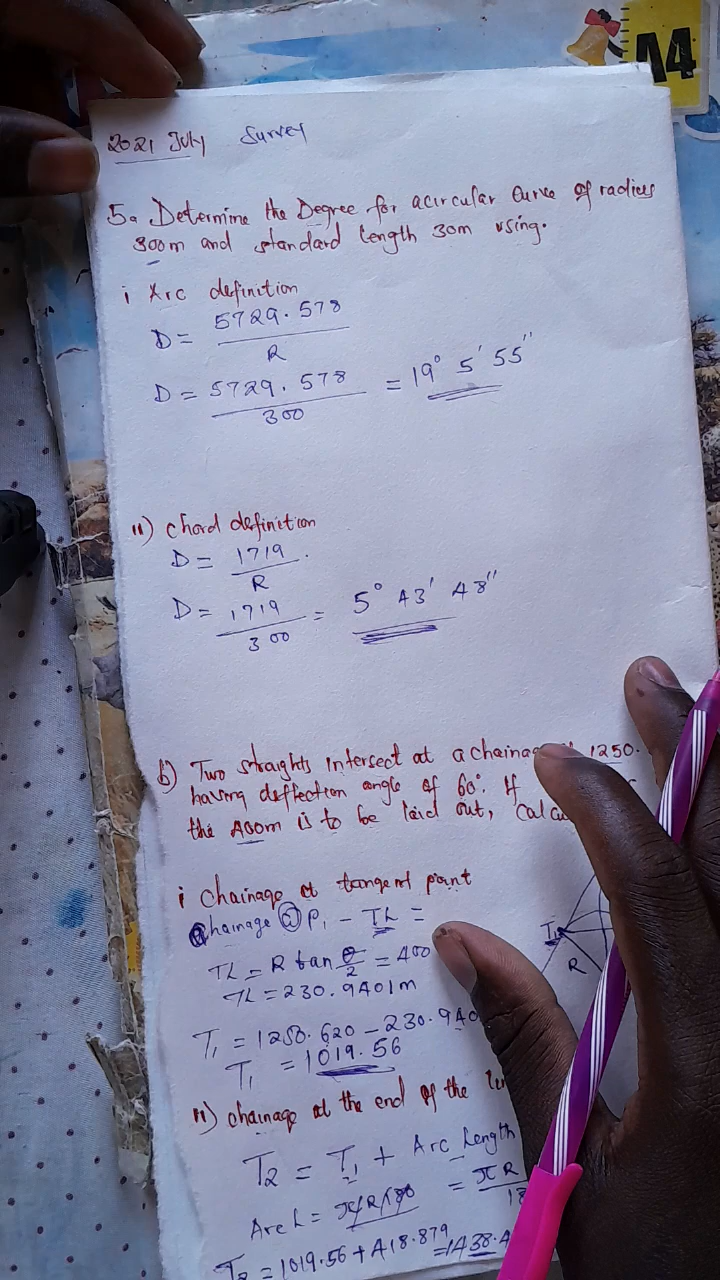 A4
2021 July Survey
5a Determine the Degree for a circular curve of radius
300m and standard length 30m using.
i Arc definition
D = 5729.578
R
D = 5729.578 = 19° 5' 55"
300
ii) chord definition
D = 1719
R
D = 1719 = 5° 43' 48"
300
b) Two straights intersect at a 1250.
having deflection angle of 60°. If
the 400m is to be laid out,
i chainage at tangent point
Chainage @ P1 - TL =
TL = R tan θ/2 = 400
TL = 230.9401m
T1
R
T1 = 1250.620 - 230.940
T1 = 1019.56
ii) chainage at the end of the
T2 = T1 + Arc Length
Arc L = = πR
T2 = 1019.56 + 418.879 = 1438.4